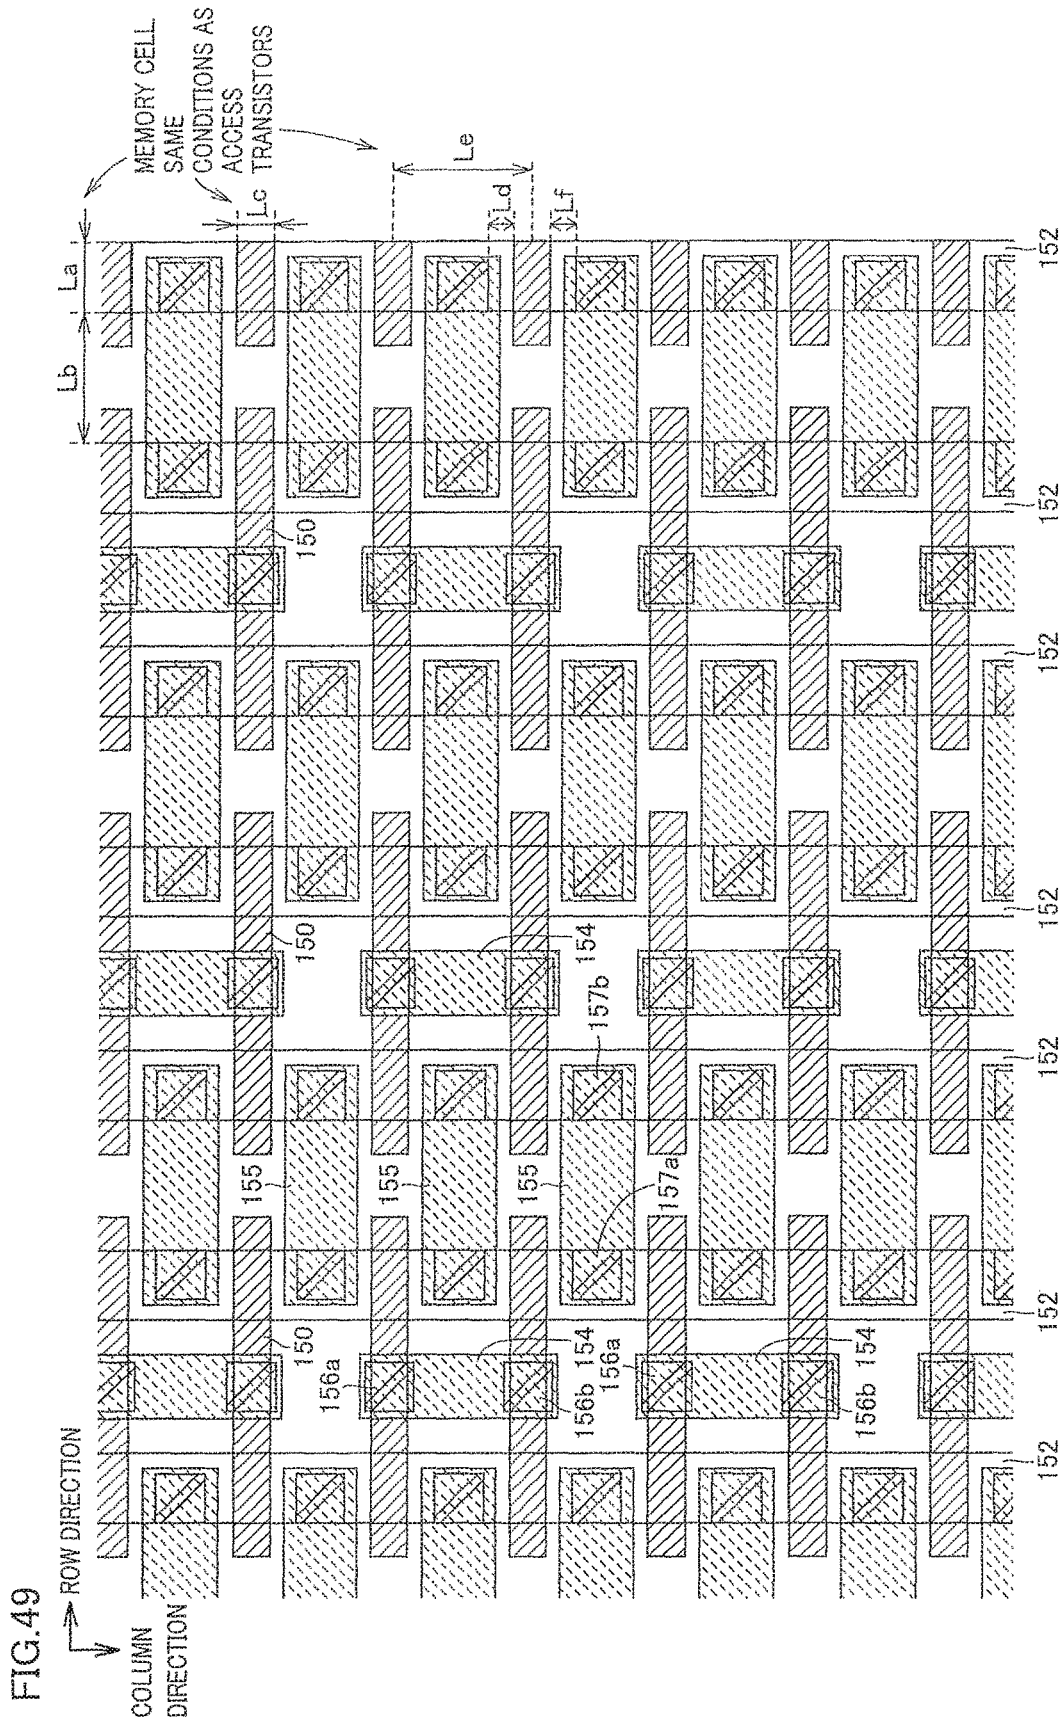 FIG.49
ROW DIRECTION
COLUMN
DIRECTION
Lb
La
MEMORY CELL
SAME
CONDITIONS AS
ACCESS
TRANSISTORS
Lc
Le
Ld
Lf
150
150
150
155
155
155
156a
156b
154
154
156a
156b
154
157a
157b
152
152
152
152
152
152
152